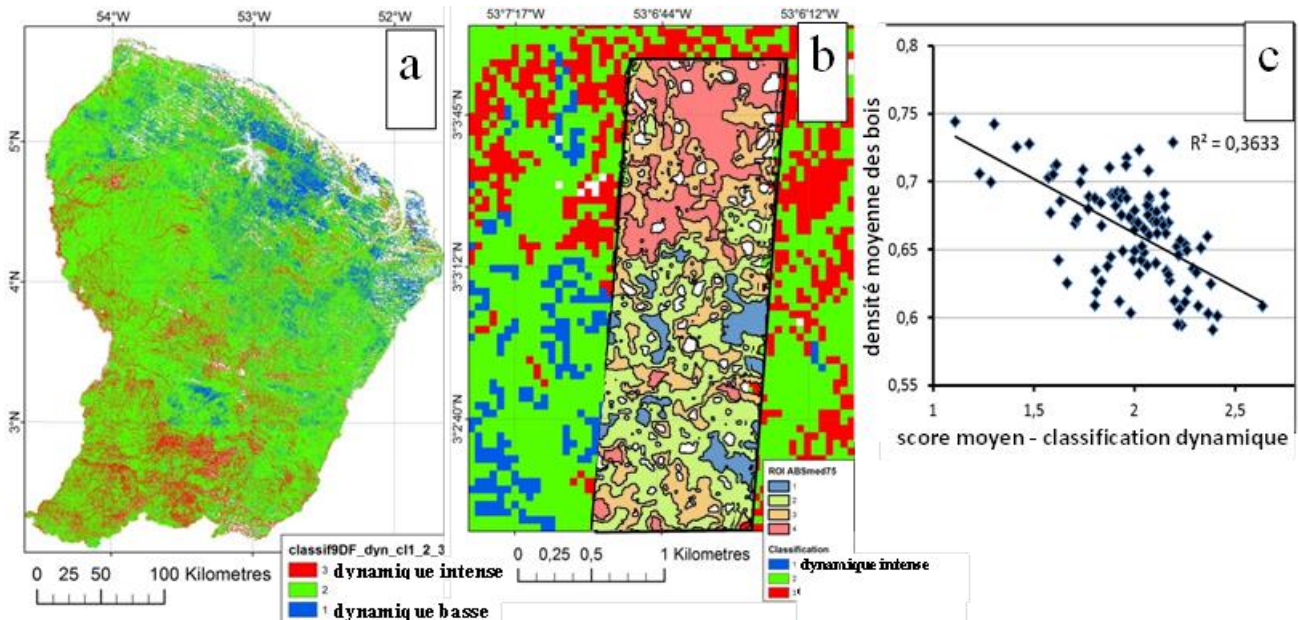 54°W 53°W 52°W
a
5°N
4°N
3°N
classif9DF_dyn_cl1_2_3
3 dynamique intense
2
1 dynamique basse
0 25 50 100 Kilometres
53°7'17"W 53°6'44"W 53°6'12"W
b
3°3'45"N
3°3'12"N
3°2'40"N
ROI ABSmed75
1
2
3
4
Classification
1 dynamique intense
2
0 0,25 0,5 1 Kilometres
c
densité moyenne des bois
0,8
0,75
0,7
0,65
0,6
0,55
R² = 0,3633
1 1,5 2 2,5
score moyen - classification dynamique